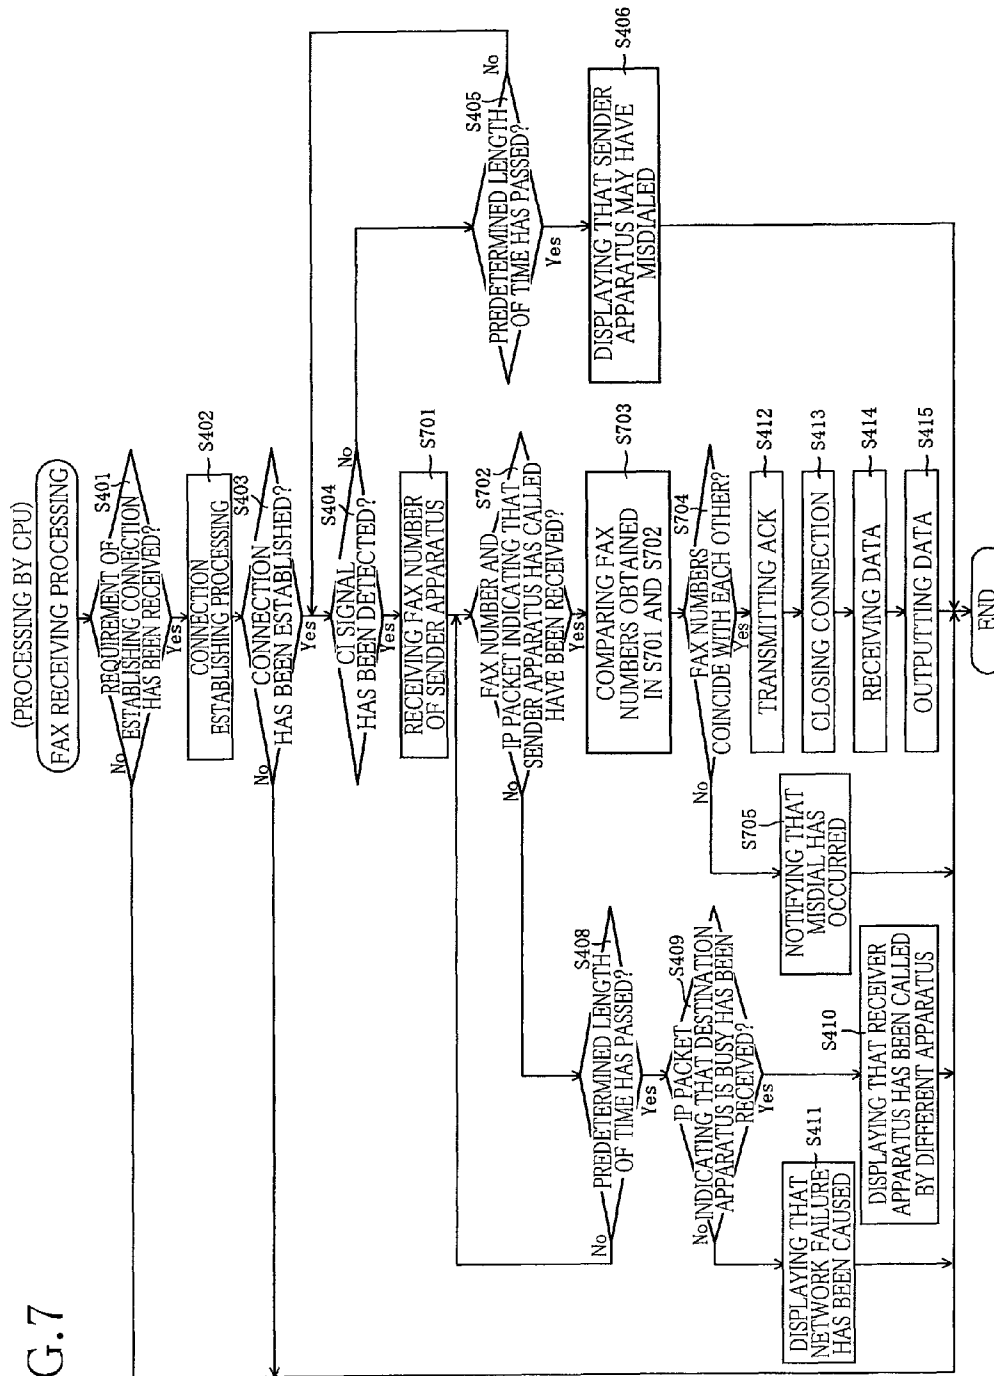 G.7
(PROCESSING BY CPU)
FAX RECEIVING PROCESSING
S401
REQUIREMENT OF
ESTABLISHING CONNECTION
HAS BEEN RECEIVED?
No
Yes
S402
CONNECTION
ESTABLISHING PROCESSING
S403
CONNECTION
HAS BEEN ESTABLISHED?
No
Yes
S404
CI SIGNAL
HAS BEEN DETECTED?
No
Yes
S405
PREDETERMINED LENGTH
OF TIME HAS PASSED?
No
Yes
S406
DISPLAYING THAT SENDER
APPARATUS MAY HAVE
MISDIALED
S701
RECEIVING FAX NUMBER
OF SENDER APPARATUS
S702
FAX NUMBER AND
IP PACKET INDICATING THAT
SENDER APPARATUS HAS CALLED
HAVE BEEN RECEIVED?
No
Yes
S408
PREDETERMINED LENGTH
OF TIME HAS PASSED?
No
Yes
S409
IP PACKET
INDICATING THAT DESTINATION
APPARATUS IS BUSY HAS BEEN
RECEIVED?
No
Yes
S411
DISPLAYING THAT
NETWORK FAILURE
HAS BEEN CAUSED
S410
DISPLAYING THAT RECEIVER
APPARATUS HAS BEEN CALLED
BY DIFFERENT APPARATUS
S703
COMPARING FAX
NUMBERS OBTAINED
IN S701 AND S702
S704
FAX NUMBERS
COINCIDE WITH EACH OTHER?
No
Yes
S705
NOTIFYING THAT
MISDIAL HAS
OCCURRED
S412
TRANSMITTING ACK
S413
CLOSING CONNECTION
S414
RECEIVING DATA
S415
OUTPUTTING DATA
END